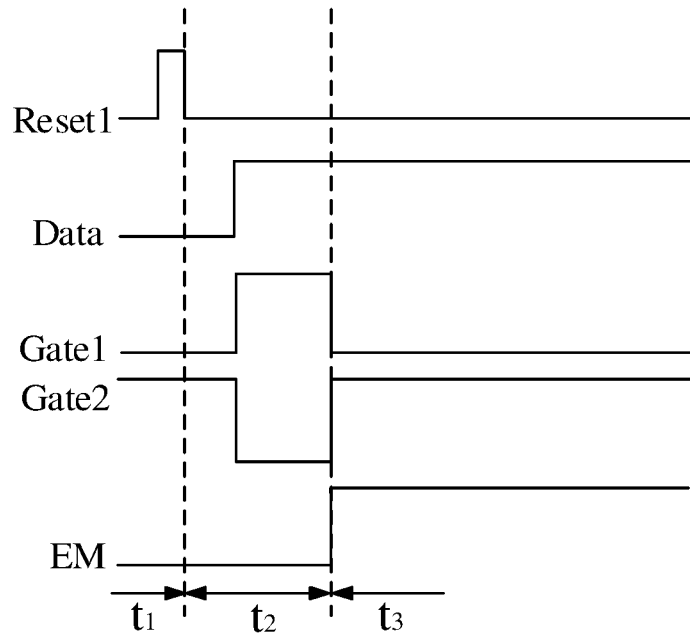 Reset1
Data
Gate1
Gate2
EM
t1 t2 t3